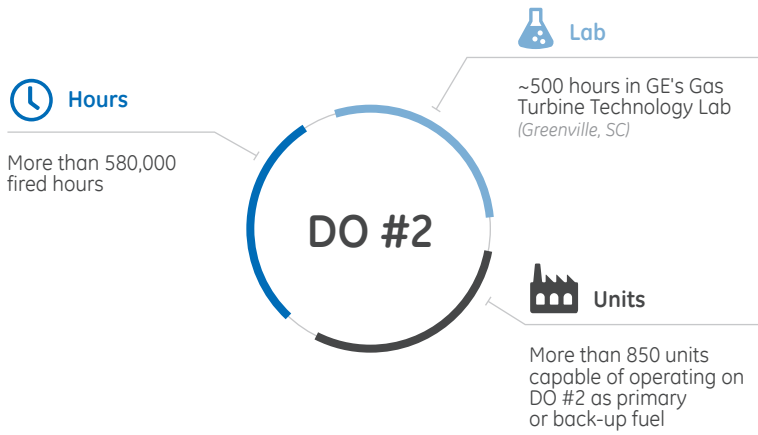 Lab
~500 hours in GE's Gas
Turbine Technology Lab
(Greenville, SC)
Hours
More than 580,000
fired hours
DO #2
Units
More than 850 units
capable of operating on
DO #2 as primary
or back-up fuel